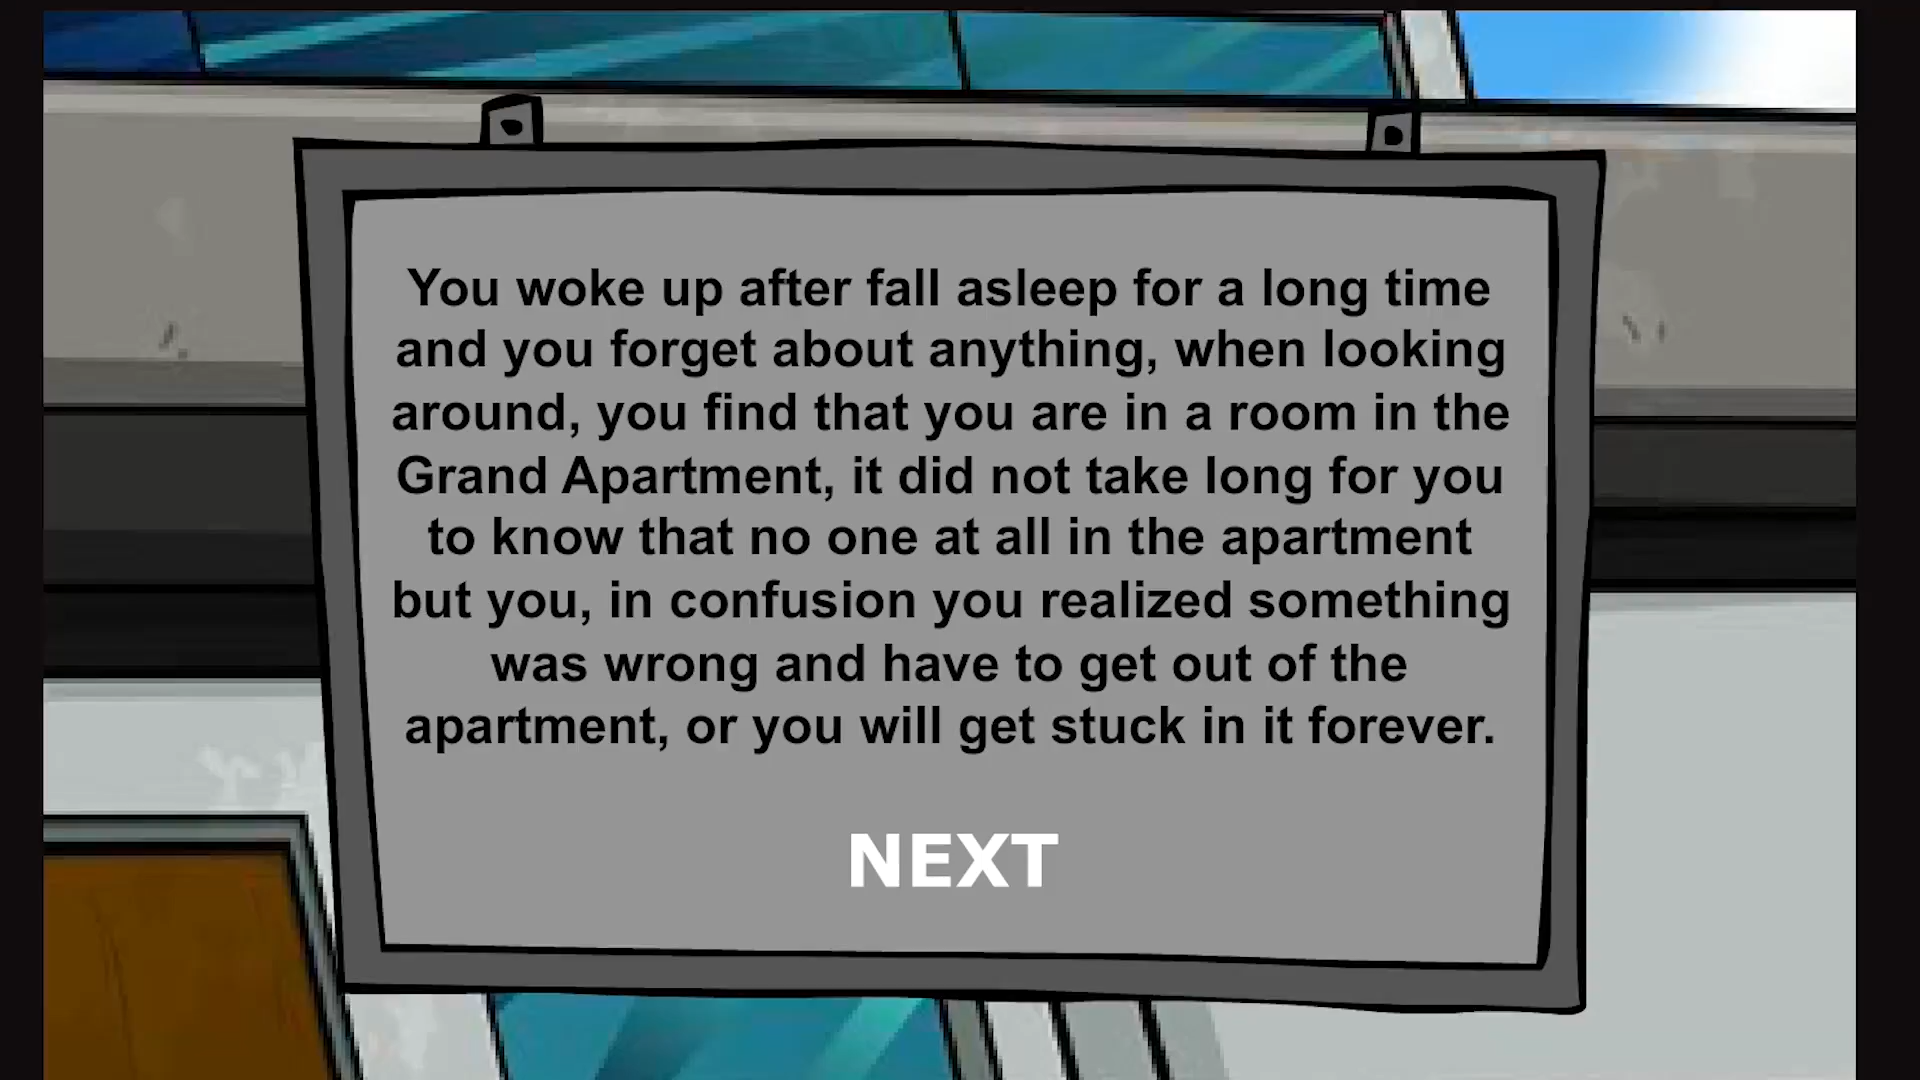 You woke up after fall asleep for a long time
and you forget about anything, when looking
around, you find that you are in a room in the
Grand Apartment, it did not take long for you
to know that no one at all in the apartment
but you, in confusion you realized something
was wrong and have to get out of the
apartment, or you will get stuck in it forever.
NEXT